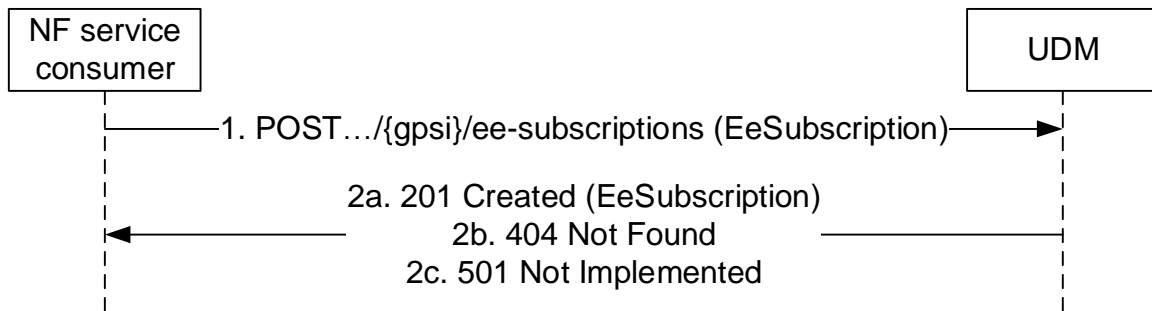 NF service
consumer
UDM
1. POST…/{gpsi}/ee-subscriptions (EeSubscription)
2a. 201 Created (EeSubscription)
2b. 404 Not Found
2c. 501 Not Implemented